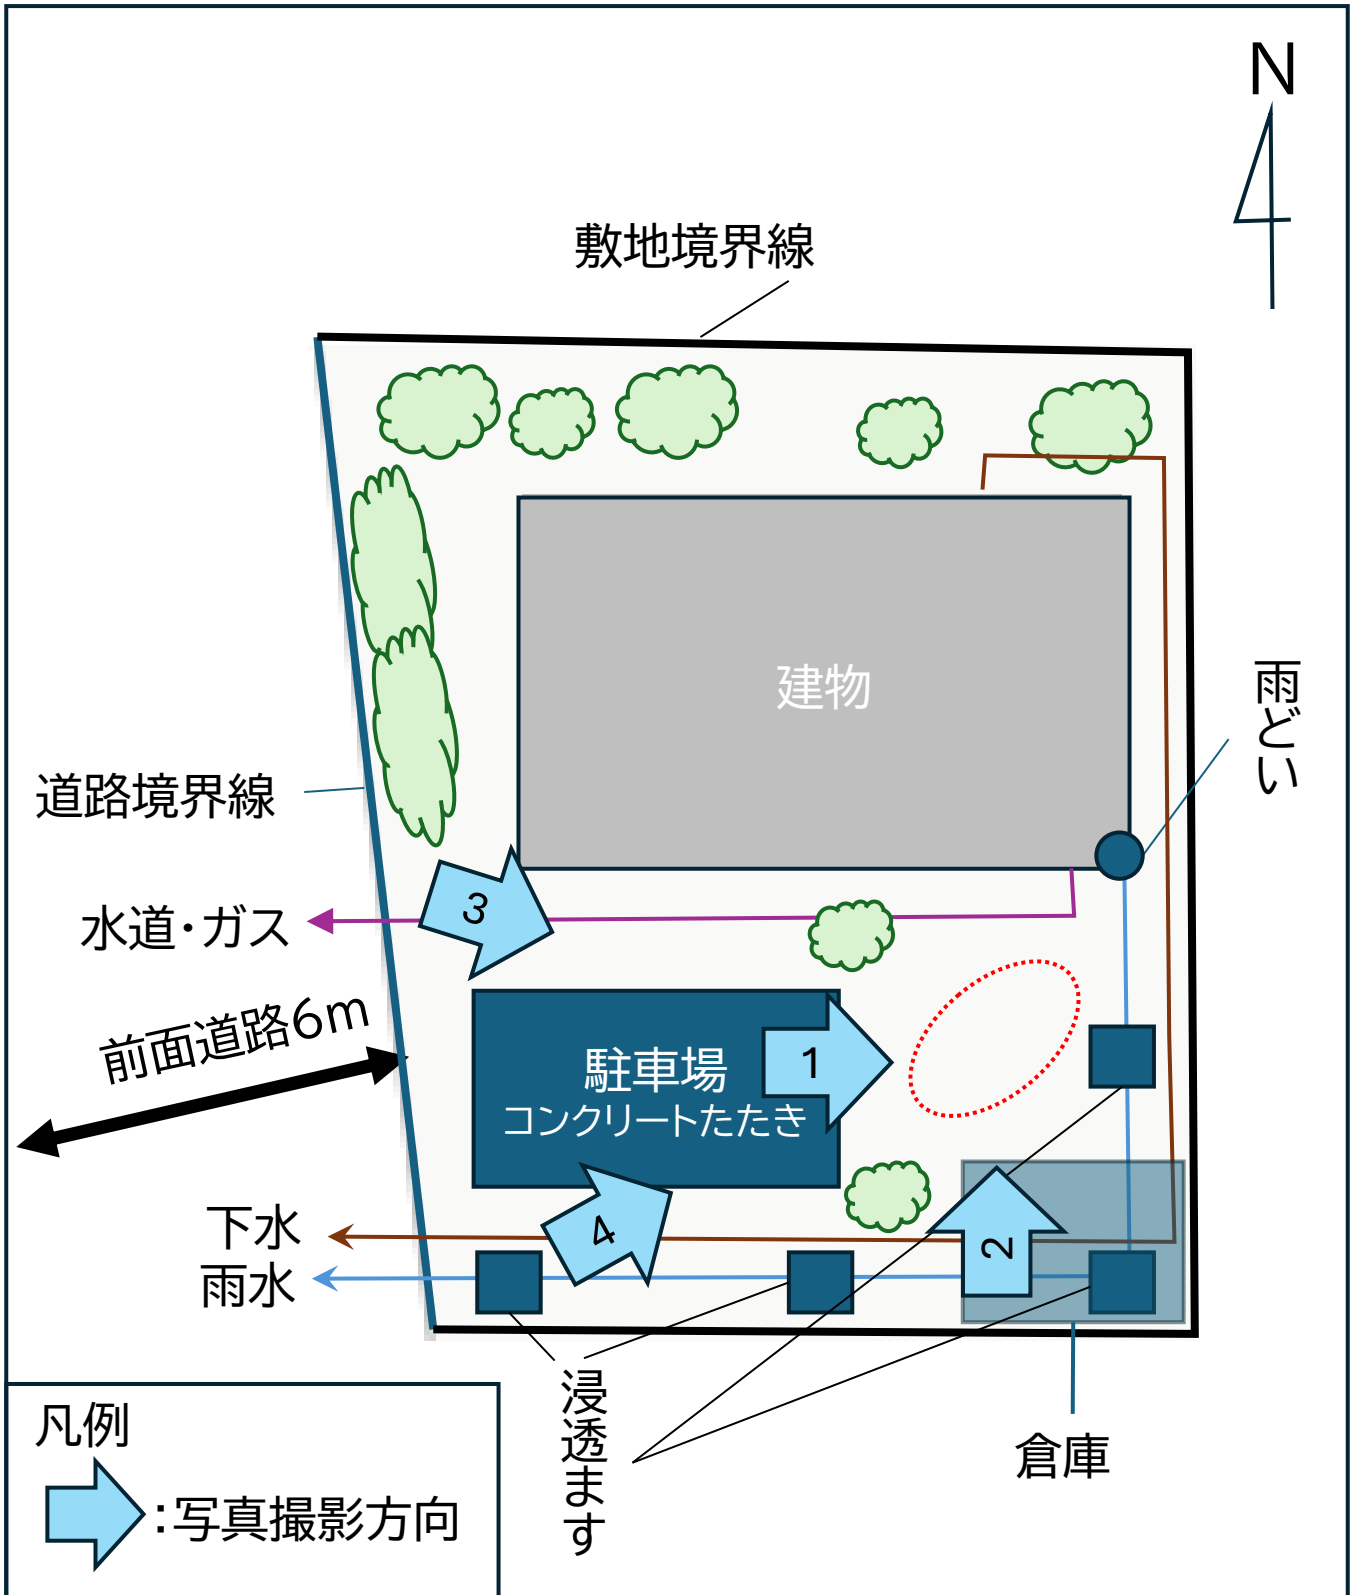 N
敷地境界線
建物
雨どい
道路境界線
水道・ガス
3
前面道路6m
駐車場
コンクリートたたき
1
下水
雨水
4
2
浸透ます
倉庫
凡例
：写真撮影方向